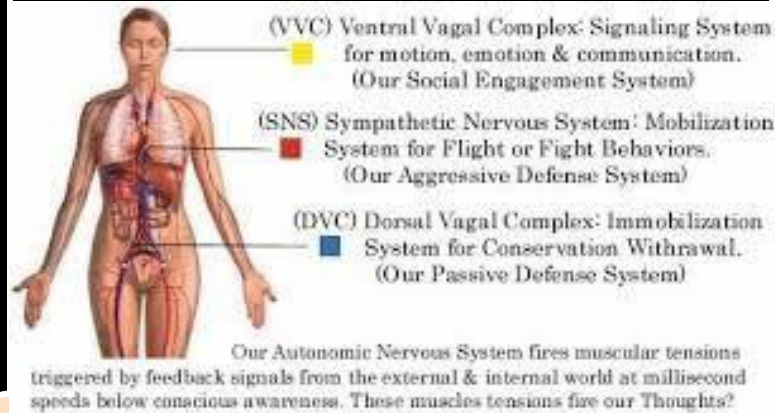 (VVC) Ventral Vagal Complex: Signaling System
for motion, emotion & communication.
(Our Social Engagement System)
(SNS) Sympathetic Nervous System: Mobilization
System for Flight or Fight Behaviors.
(Our Aggressive Defense System)
(DVC) Dorsal Vagal Complex: Immobilization
System for Conservation Withrawal.
(Our Passive Defense System)
Our Autonomic Nervous System fires muscular tensions
triggered by feedback signals from the external & internal world at millisecond
speeds below conscious awareness. These muscles tensions fire our Thoughts?